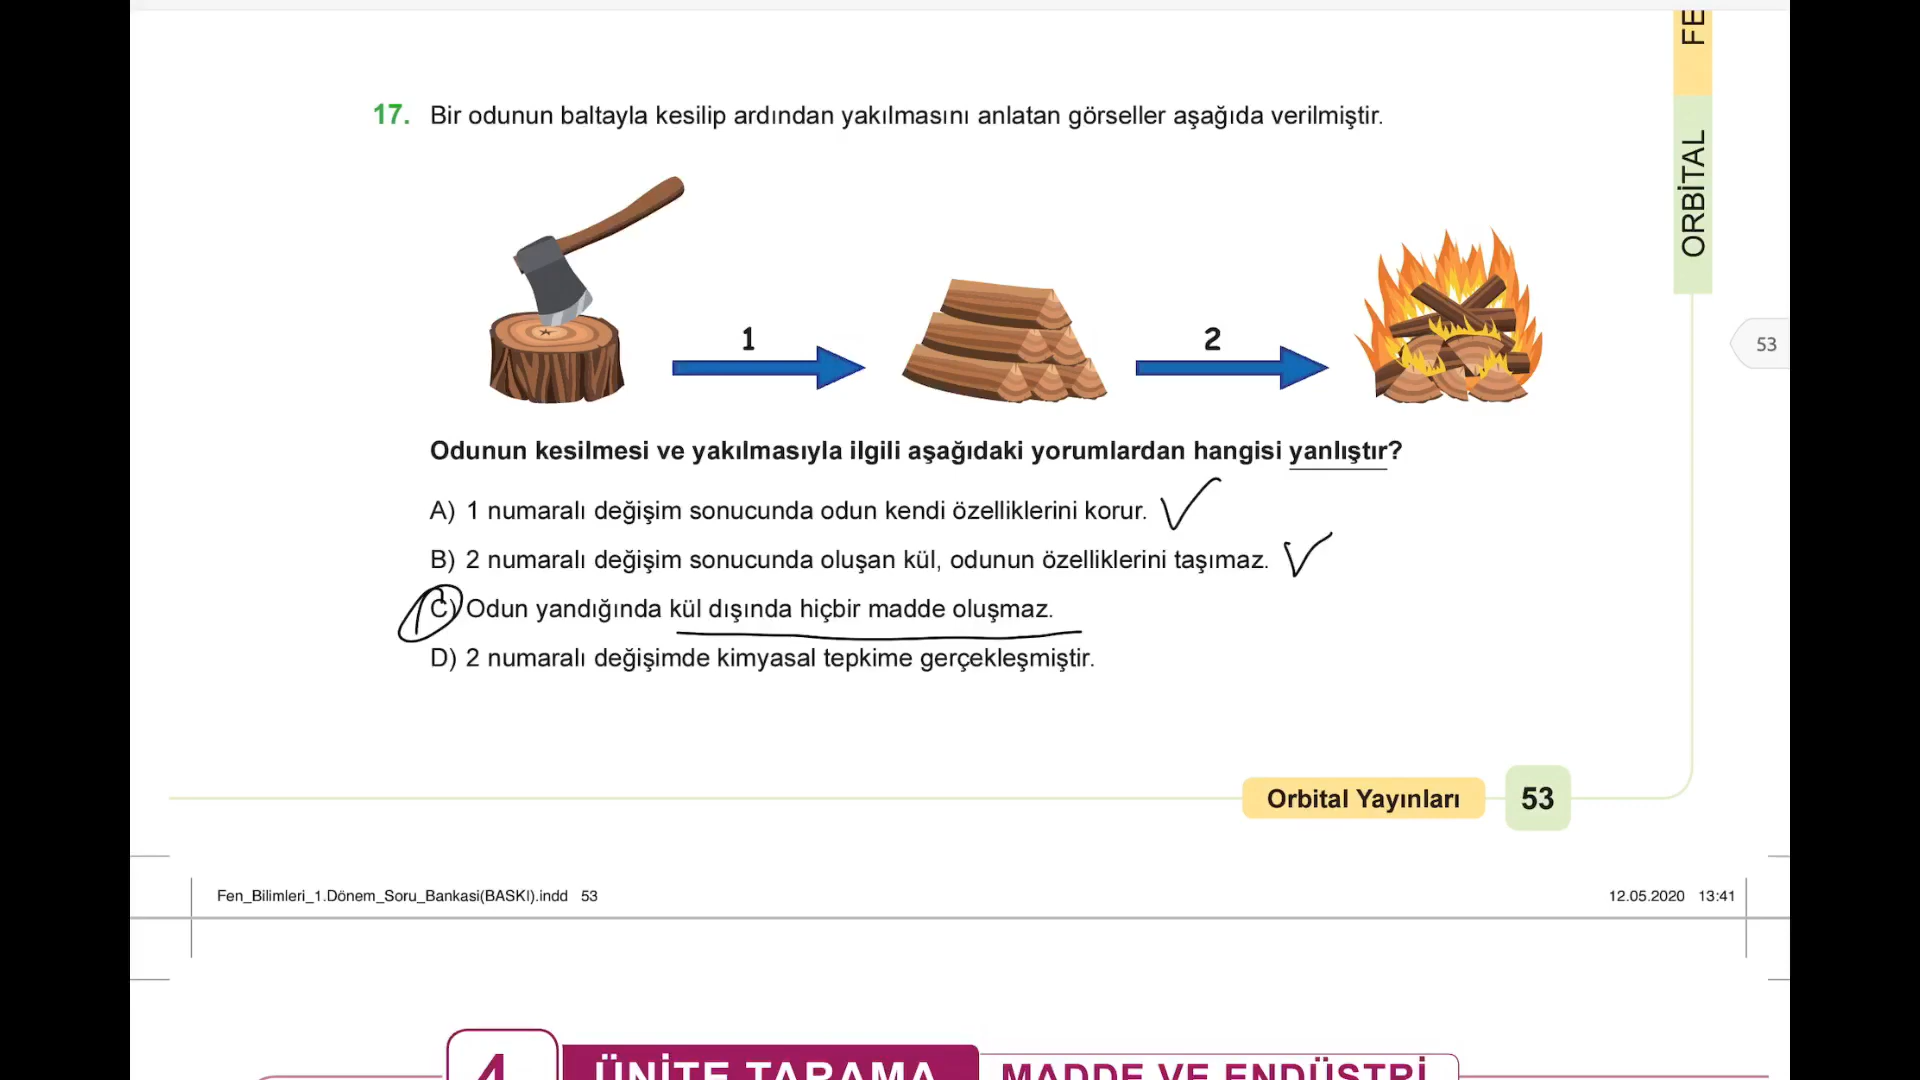 FE
ORBİTAL
17. Bir odunun baltayla kesilip ardından yakılmasını anlatan görseller aşağıda verilmiştir.
1
2
53
Odunun kesilmesi ve yakılmasıyla ilgili aşağıdaki yorumlardan hangisi yanlıştır?
A) 1 numaralı değişim sonucunda odun kendi özelliklerini korur.
B) 2 numaralı değişim sonucunda oluşan kül, odunun özelliklerini taşımaz.
C) Odun yandığında kül dışında hiçbir madde oluşmaz.
D) 2 numaralı değişimde kimyasal tepkime gerçekleşmiştir.
Orbital Yayınları 53
Fen_Bilimleri_1.Dönem_Soru_Bankasi(BASKI).indd 53
12.05.2020 13:41
4 ÜNİTE TARAMA MADDE VE ENDÜSTRİ